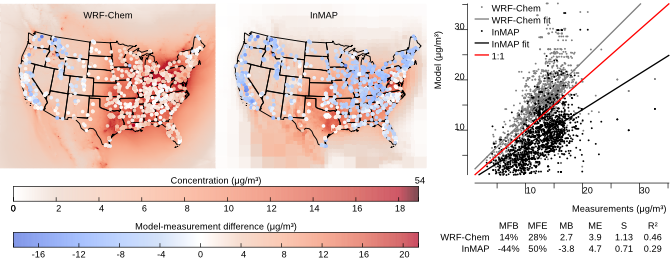 WRF-Chem
InMAP
Concentration (μg/m³)
54
0 2 4 6 8 10 12 14 16 18
Model-measurement difference (μg/m³)
-16 -12 -8 -4 0 4 8 12 16 20
WRF-Chem
WRF-Chem fit
InMAP
InMAP fit
1:1
Model (μg/m³)
30
20
10
10 20 30
Measurements (μg/m³)
MFB MFE MB ME S R²
WRF-Chem 14% 28% 2.7 3.9 1.13 0.46
InMAP -44% 50% -3.8 4.7 0.71 0.29